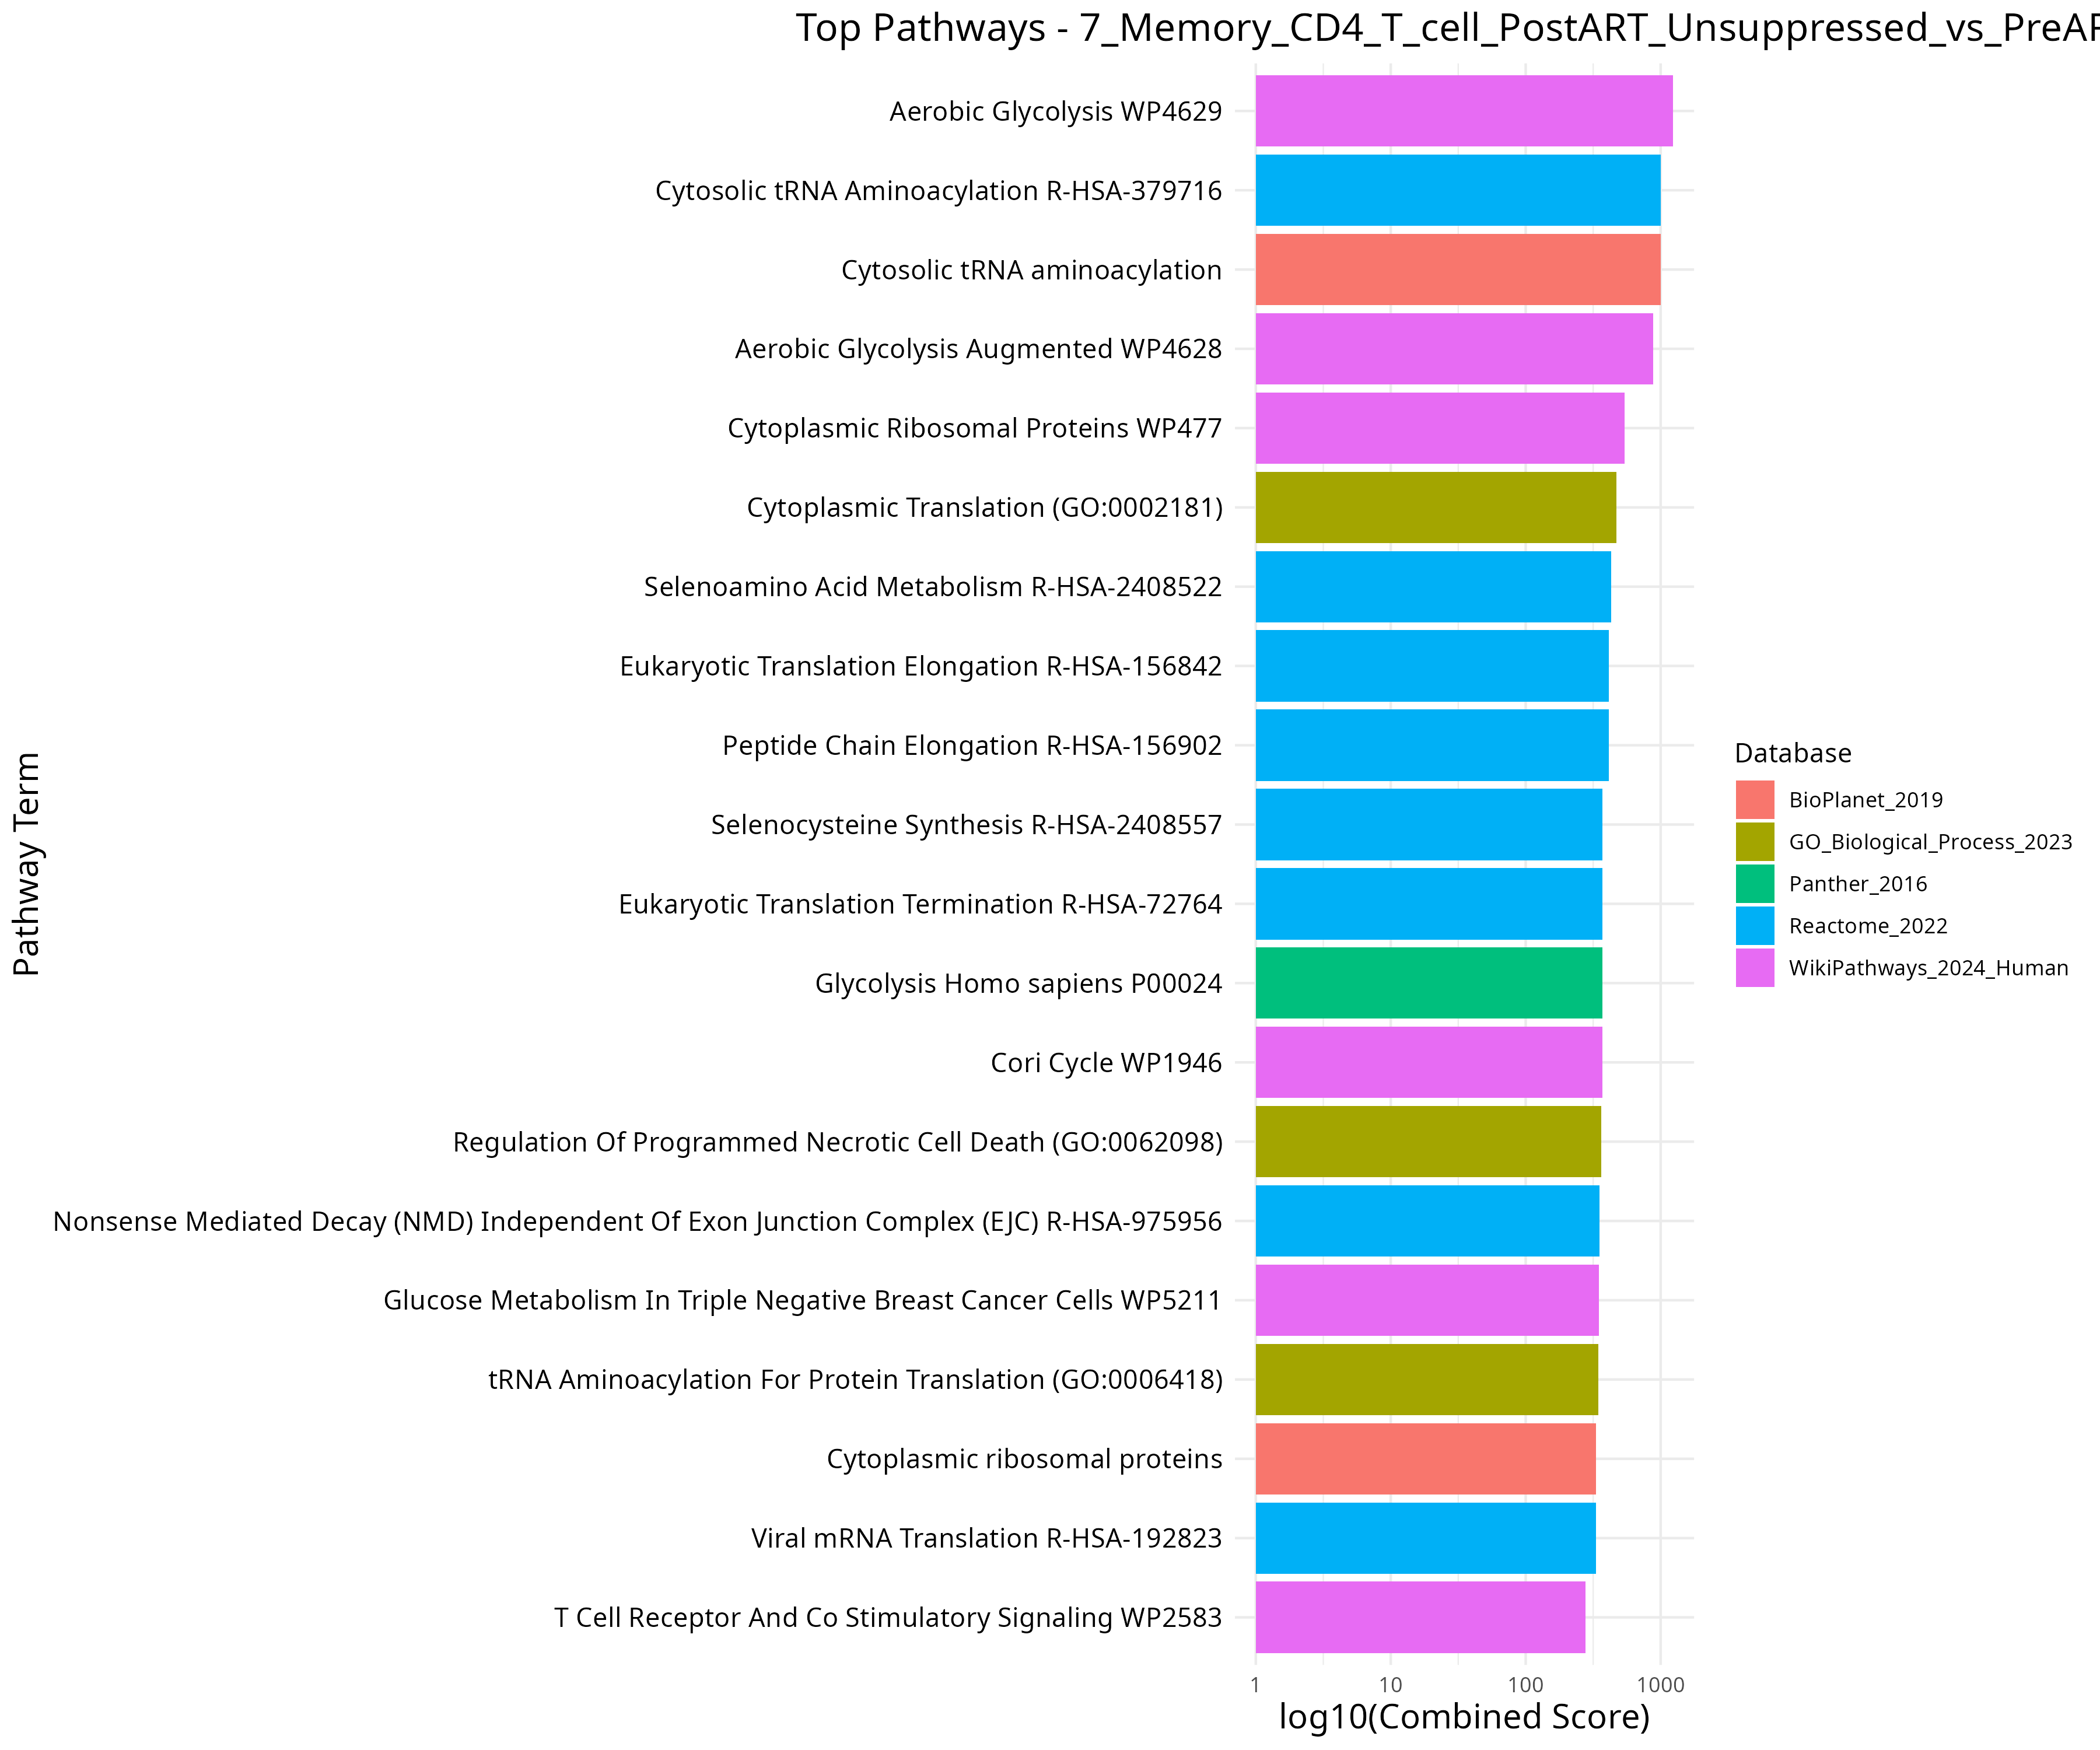 Top Pathways - 7_Memory_CD4_T_cell_PostART_Unsuppressed_vs_PreAR
Aerobic Glycolysis WP4629
Cytosolic tRNA Aminoacylation R-HSA-379716
Cytosolic tRNA aminoacylation
Aerobic Glycolysis Augmented WP4628
Cytoplasmic Ribosomal Proteins WP477
Cytoplasmic Translation (GO:0002181)
Selenoamino Acid Metabolism R-HSA-2408522
Eukaryotic Translation Elongation R-HSA-156842
Peptide Chain Elongation R-HSA-156902
Selenocysteine Synthesis R-HSA-2408557
Eukaryotic Translation Termination R-HSA-72764
Glycolysis Homo sapiens P00024
Cori Cycle WP1946
Regulation Of Programmed Necrotic Cell Death (GO:0062098)
Nonsense Mediated Decay (NMD) Independent Of Exon Junction Complex (EJC) R-HSA-975956
Glucose Metabolism In Triple Negative Breast Cancer Cells WP5211
tRNA Aminoacylation For Protein Translation (GO:0006418)
Cytoplasmic ribosomal proteins
Viral mRNA Translation R-HSA-192823
T Cell Receptor And Co Stimulatory Signaling WP2583
Pathway Term
1 10 100 1000
log10(Combined Score)
Database
BioPlanet_2019
GO_Biological_Process_2023
Panther_2016
Reactome_2022
WikiPathways_2024_Human